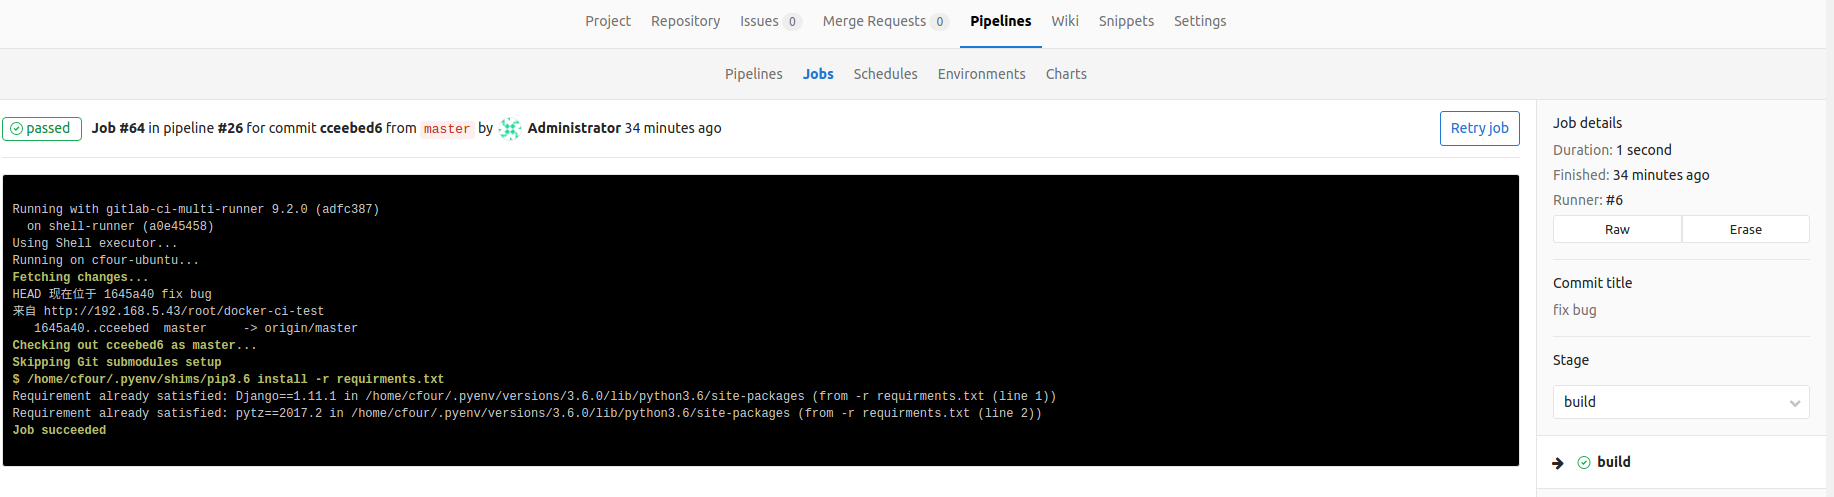 Project Repository Issues 0 Merge Requests 0 Pipelines Wiki Snippets Settings
Pipelines Jobs Schedules Environments Charts
passed Job #64 in pipeline #26 for commit cceebed6 from master by Administrator 34 minutes ago Retry job
Running with gitlab-ci-multi-runner 9.2.0 (adfc387)
on shell-runner (a0e45458)
Using Shell executor...
Running on cfour-ubuntu...
Fetching changes...
HEAD 现在位于 1645a40 fix bug
来自 http://192.168.5.43/root/docker-ci-test
1645a40..cceebed master -> origin/master
Checking out cceebed6 as master...
Skipping Git submodules setup
$ /home/cfour/.pyenv/shims/pip3.6 install -r requirments.txt
Requirement already satisfied: Django==1.11.1 in /home/cfour/.pyenv/versions/3.6.0/lib/python3.6/site-packages (from -r requirments.txt (line 1))
Requirement already satisfied: pytz==2017.2 in /home/cfour/.pyenv/versions/3.6.0/lib/python3.6/site-packages (from -r requirments.txt (line 2))
Job succeeded
Job details
Duration: 1 second
Finished: 34 minutes ago
Runner: #6
Raw Erase
Commit title
fix bug
Stage
build
build